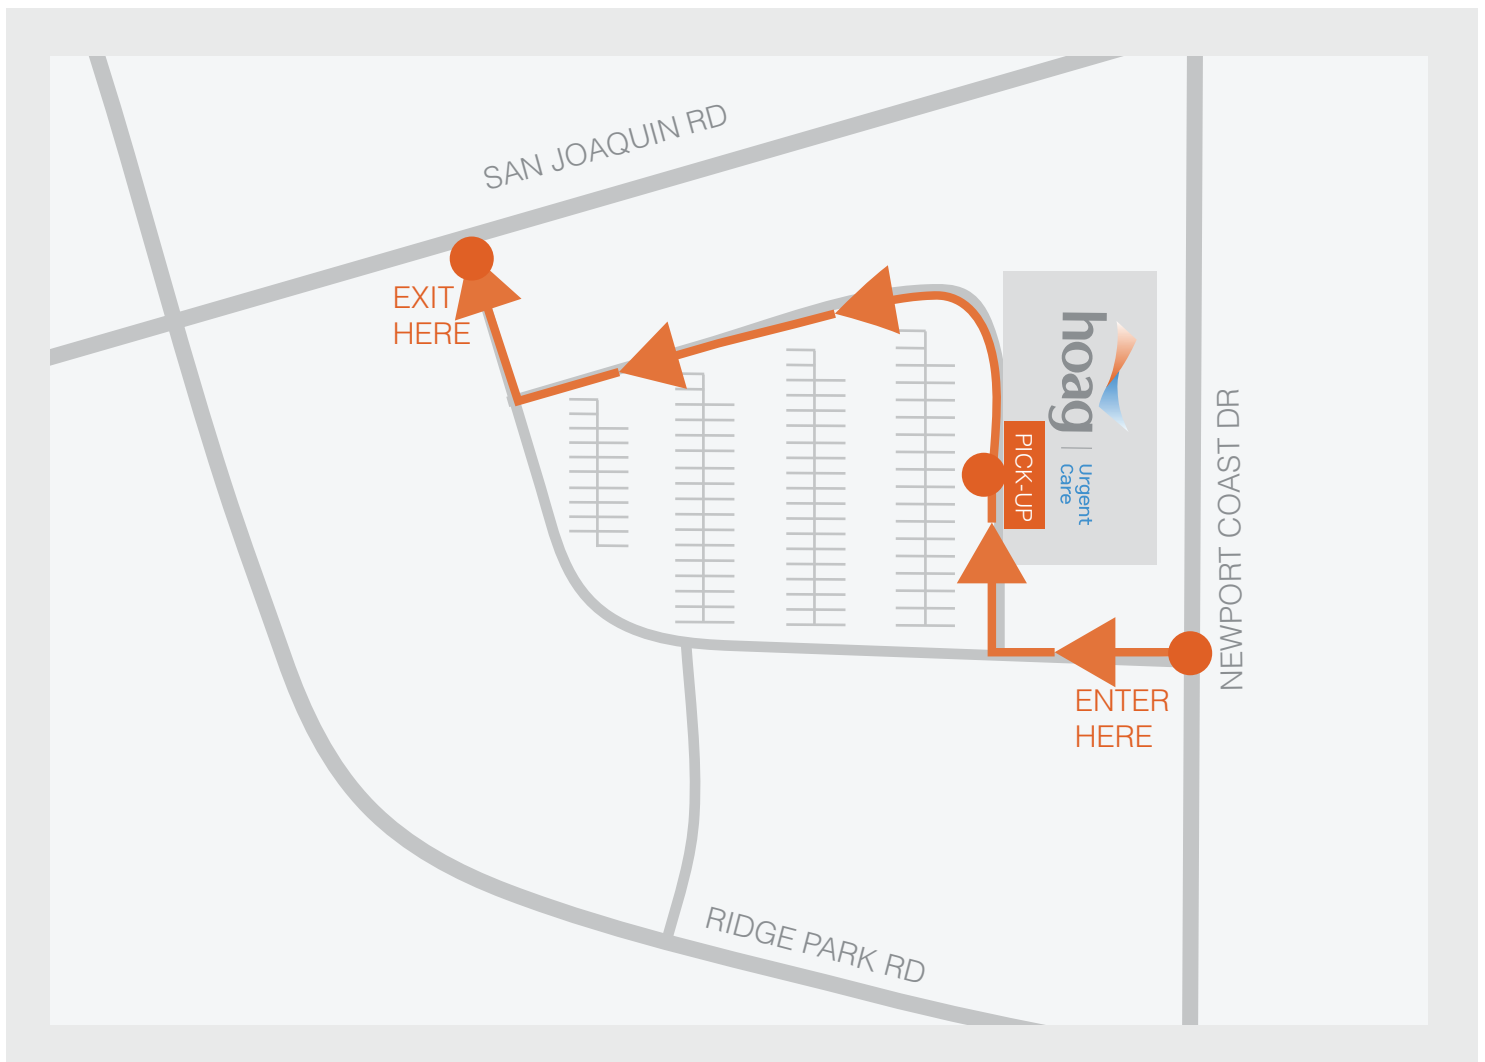 SAN JOAQUIN RD
EXIT
HERE
hoag
Urgent
Care
PICK-UP
NEWPORT COAST DR
ENTER
HERE
RIDGE PARK RD